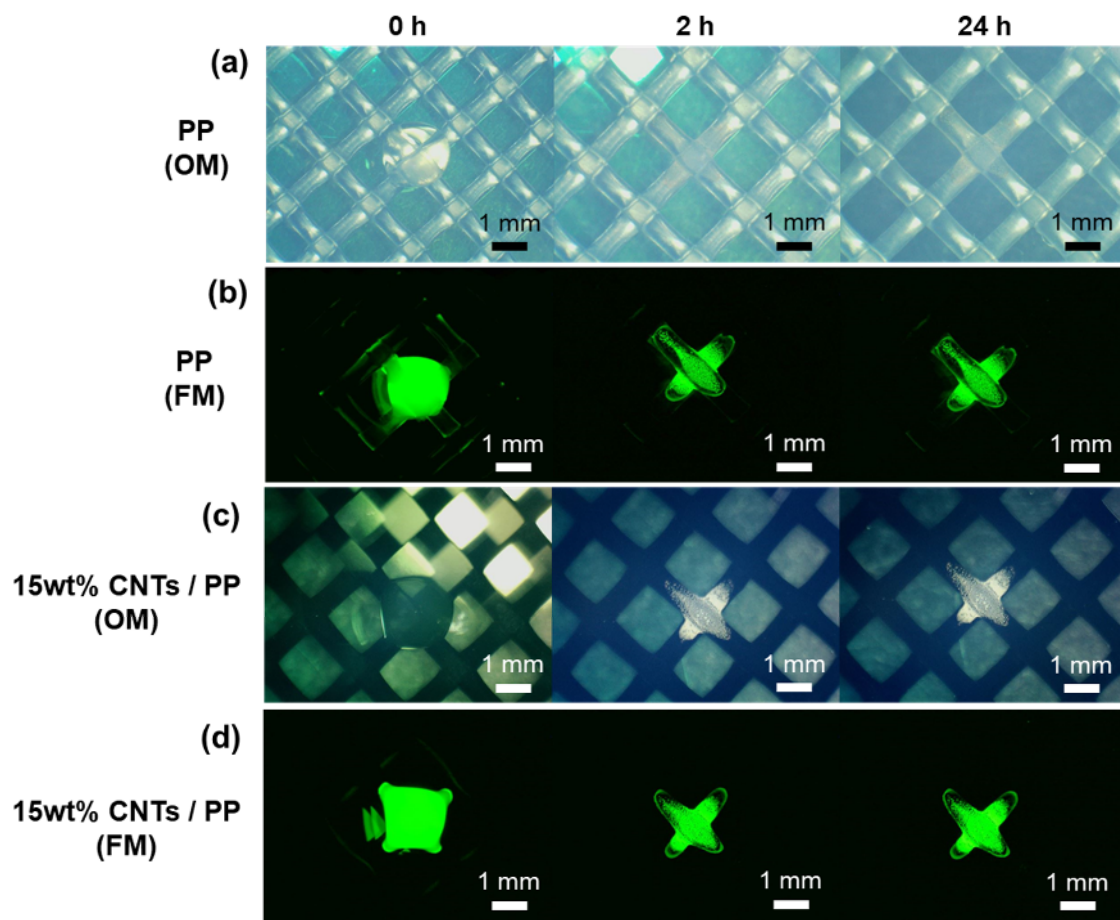 0 h 2 h 24 h
(a)
PP
(OM)
1 mm 1 mm 1 mm
(b)
PP
(FM)
1 mm 1 mm 1 mm
(c)
15wt% CNTs / PP
(OM)
1 mm 1 mm 1 mm
(d)
15wt% CNTs / PP
(FM)
1 mm 1 mm 1 mm